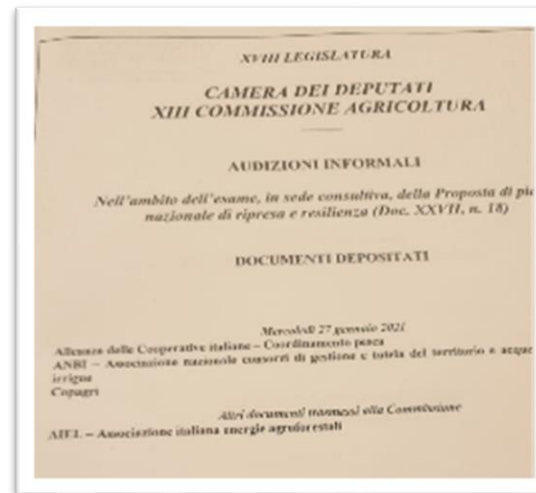 XVIII LEGISLATURA
CAMERA DEI DEPUTATI
XIII COMMISSIONE AGRICOLTURA
AUDIZIONI INFORMALI
Nell'ambito dell'esame, in sede consultiva, della Proposta di
nazionale di ripresa e resilienza (Doc. XXVII, n. 18)
DOCUMENTI DEPOSITATI
Mercoledì 27 gennaio 2021
Alleanza delle Cooperative italiane – Coordinamento pesca
ANBI – Associazione nazionale consorzi di gestione e tutela del territorio e acque
irrigue
Copagri
Altri documenti trasmessi alla Commissione
AIEL – Associazione italiana energie agroforestali